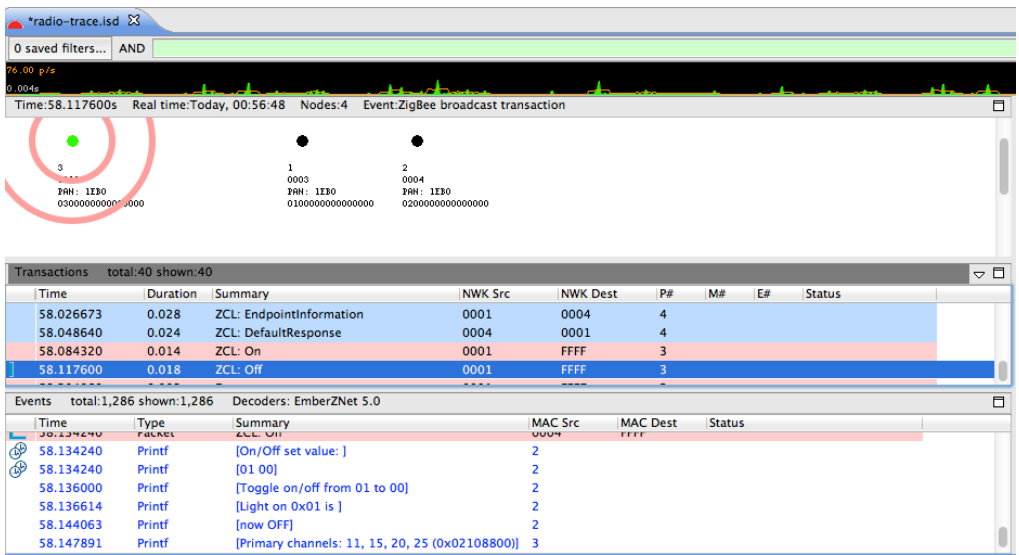 *radio-trace.isd
0 saved filters... AND
76.00 p/s
0.004s
Time:58.117600s Real time:Today, 00:56:48 Nodes:4 Event:ZigBee broadcast transaction
3 1 2
0003 0004
PAN: 1EB0 PAN: 1EB0 PAN: 1EB0
0300000000000000 0100000000000000 0200000000000000
Transactions total:40 shown:40
Time Duration Summary NWK Src NWK Dest P# M# E# Status
58.026673 0.028 ZCL: EndpointInformation 0001 0004 4
58.048640 0.024 ZCL: DefaultResponse 0004 0001 4
58.084320 0.014 ZCL: On 0001 FFFF 3
58.117600 0.018 ZCL: Off 0001 FFFF 3
Events total:1,286 shown:1,286 Decoders: EmberZNet 5.0
Time Type Summary MAC Src MAC Dest Status
58.134240 Packet ZCL: Off 0004 FFFF
58.134240 Printf [On/Off set value: ] 2
58.134240 Printf [01 00] 2
58.136000 Printf [Toggle on/off from 01 to 00] 2
58.136614 Printf [Light on 0x01 is ] 2
58.144063 Printf [now OFF] 2
58.147891 Printf [Primary channels: 11, 15, 20, 25 (0x02108800)] 3